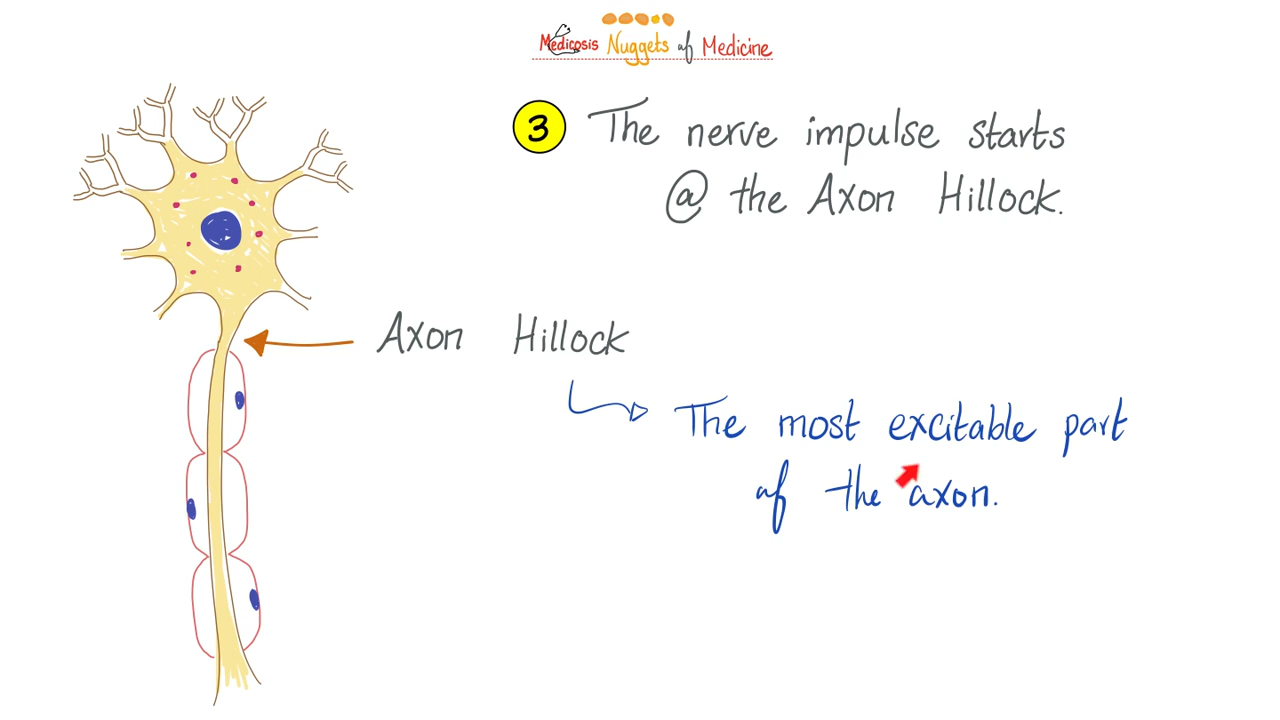 Medicosis Nuggets of Medicine
3 The nerve impulse starts
@ the Axon Hillock.
Axon Hillock
The most excitable part
of the axon.